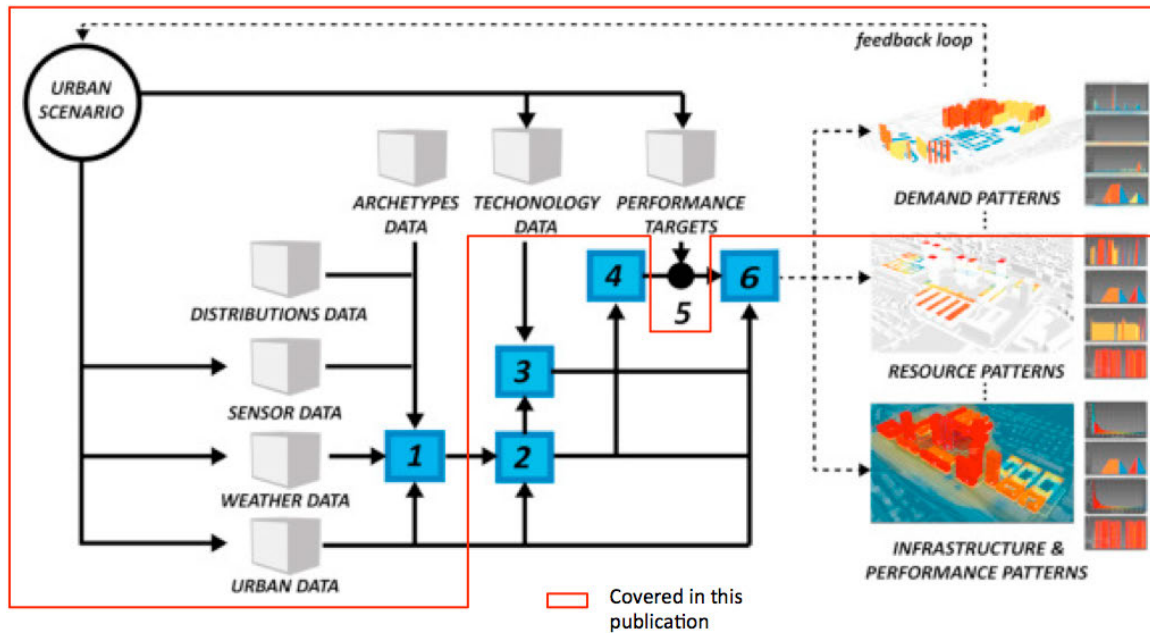 feedback loop
URBAN
SCENARIO
ARCHETYPES
DATA
TECHONOLOGY
DATA
PERFORMANCE
TARGETS
DEMAND PATTERNS
DISTRIBUTIONS DATA
4
6
5
3
SENSOR DATA
RESOURCE PATTERNS
1
2
WEATHER DATA
URBAN DATA
INFRASTRUCTURE &
PERFORMANCE PATTERNS
Covered in this
publication